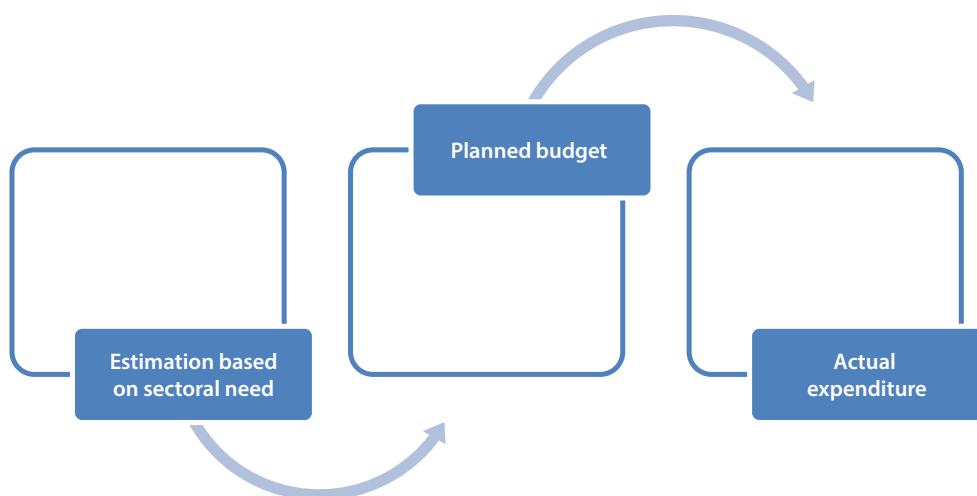 Estimation based
on sectoral need
Planned budget
Actual
expenditure